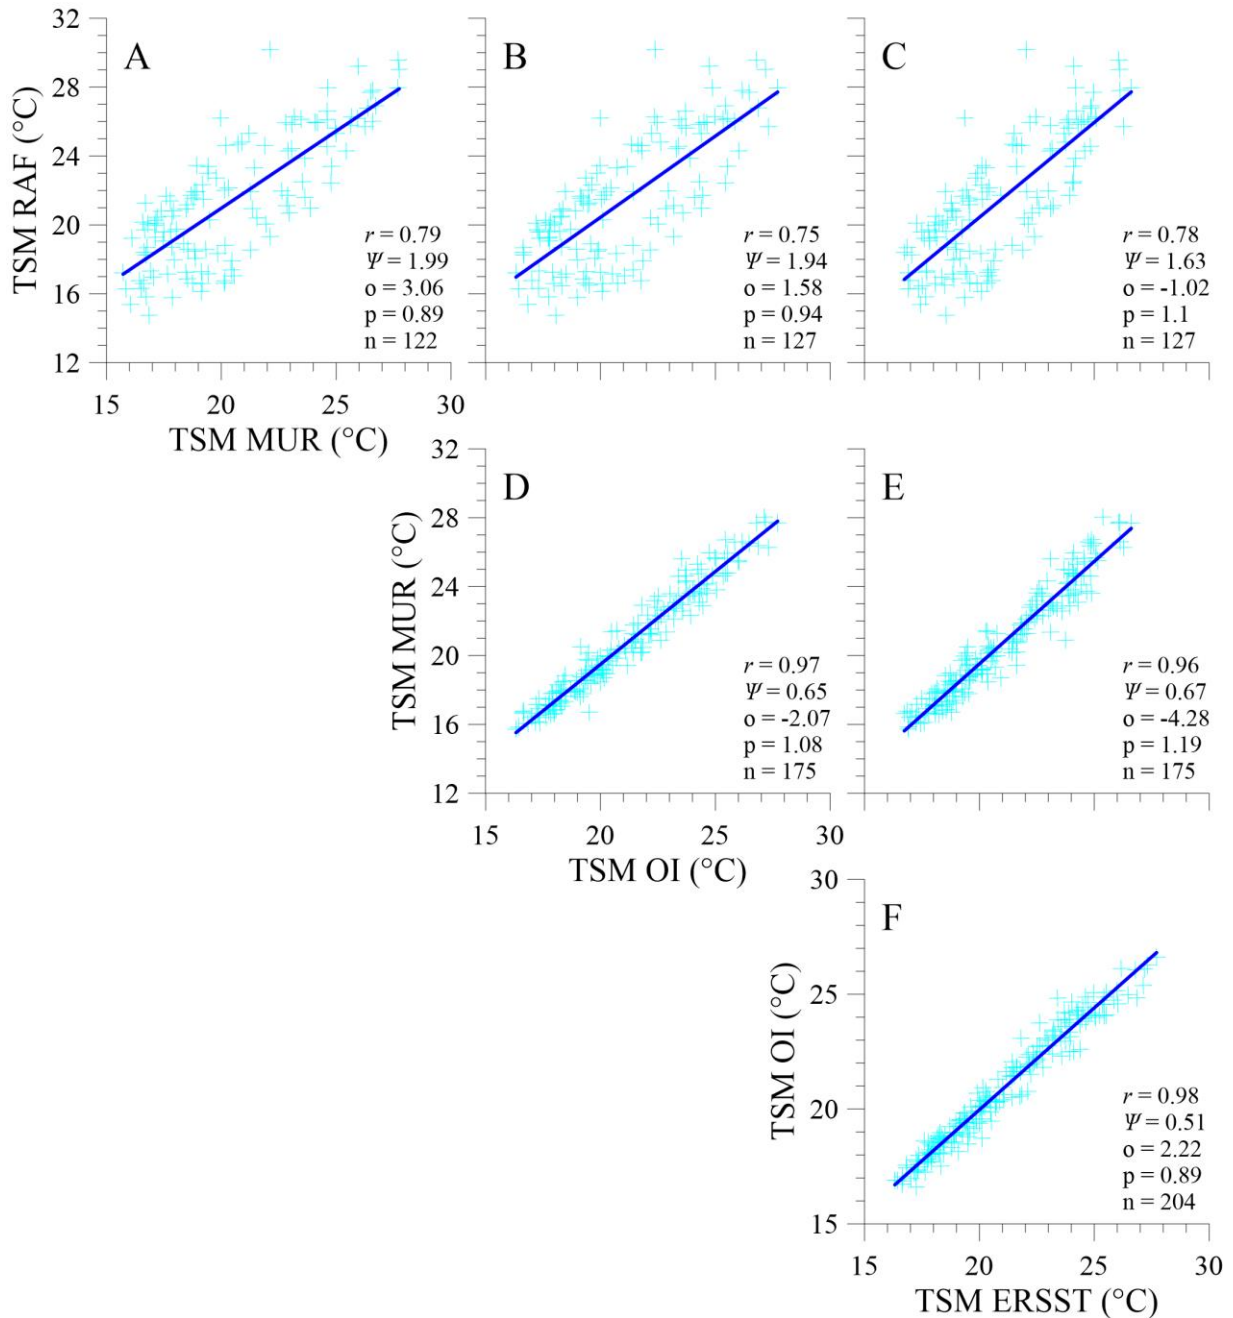 32
28
24
20
16
12
TSM RAF (°C)
A
r = 0.79
Ψ = 1.99
o = 3.06
p = 0.89
n = 122
15 20 25 30
TSM MUR (°C)
B
r = 0.75
Ψ = 1.94
o = 1.58
p = 0.94
n = 127
C
r = 0.78
Ψ = 1.63
o = -1.02
p = 1.1
n = 127
32
28
24
20
16
12
TSM MUR (°C)
D
r = 0.97
Ψ = 0.65
o = -2.07
p = 1.08
n = 175
15 20 25 30
TSM OI (°C)
E
r = 0.96
Ψ = 0.67
o = -4.28
p = 1.19
n = 175
30
25
20
15
TSM OI (°C)
F
r = 0.98
Ψ = 0.51
o = 2.22
p = 0.89
n = 204
15 20 25 30
TSM ERSST (°C)